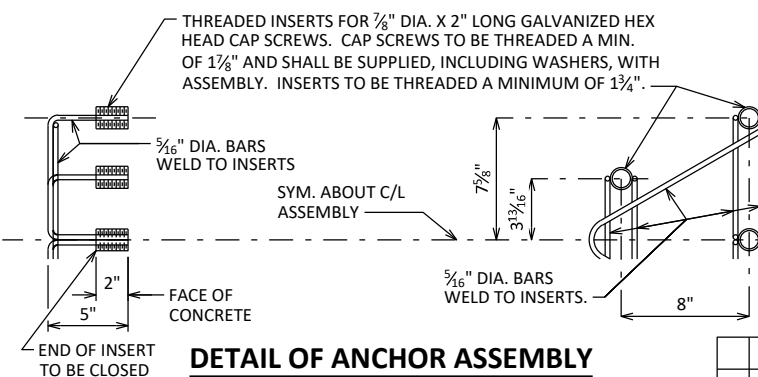 THREADED INSERTS FOR ⅞" DIA. X 2" LONG GALVANIZED HEX
HEAD CAP SCREWS. CAP SCREWS TO BE THREADED A MIN.
OF 1⅞" AND SHALL BE SUPPLIED, INCLUDING WASHERS, WITH
ASSEMBLY. INSERTS TO BE THREADED A MINIMUM OF 1¾".
5⁄16" DIA. BARS
WELD TO INSERTS
SYM. ABOUT C/L
ASSEMBLY
7⅝"
3 13⁄16"
5⁄16" DIA. BARS
WELD TO INSERTS.
8"
2"
5"
FACE OF
CONCRETE
END OF INSERT
TO BE CLOSED
DETAIL OF ANCHOR ASSEMBLY